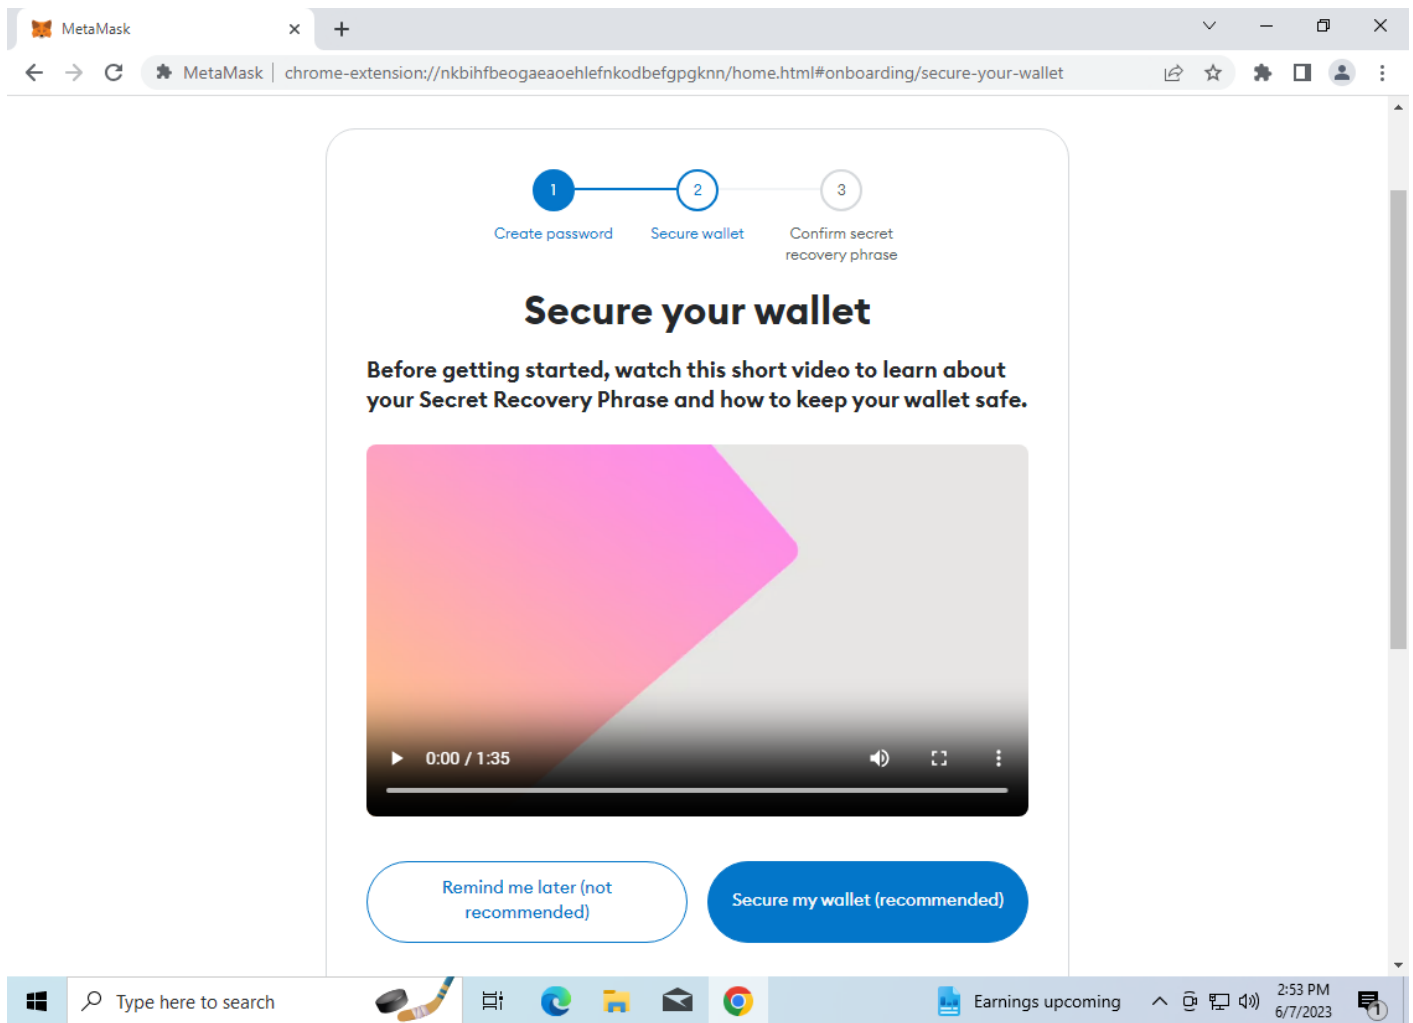 MetaMask
MetaMask | chrome-extension://nkbihfbeogaeaoehlefnkodbefgpgknn/home.html#onboarding/secure-your-wallet
1
2
3
Create password
Secure wallet
Confirm secret
recovery phrase
Secure your wallet
Before getting started, watch this short video to learn about
your Secret Recovery Phrase and how to keep your wallet safe.
0:00 / 1:35
Remind me later (not
recommended)
Secure my wallet (recommended)
Type here to search
Earnings upcoming
2:53 PM
6/7/2023
1